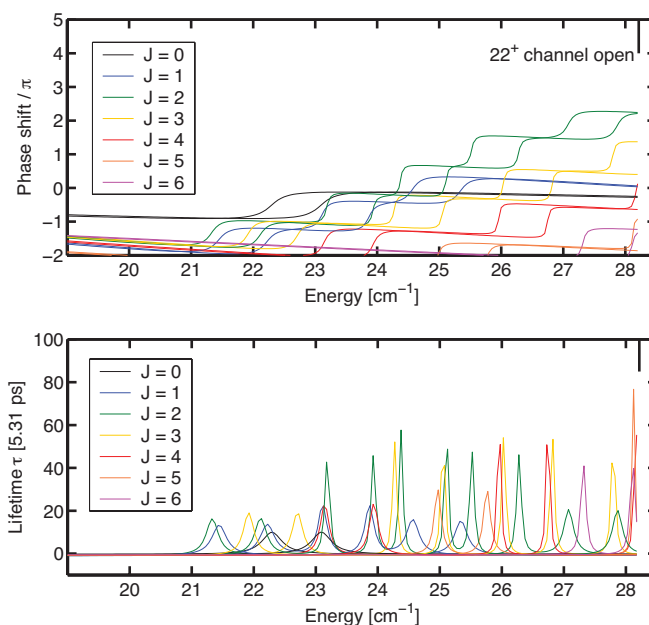 5
4
3
2
1
0
−1
−2
Phase shift / π
J = 0
J = 1
J = 2
J = 3
J = 4
J = 5
J = 6
22⁺ channel open
20 21 22 23 24 25 26 27 28
Energy [cm⁻¹]
100
80
60
40
20
0
Lifetime τ [5.31 ps]
J = 0
J = 1
J = 2
J = 3
J = 4
J = 5
J = 6
20 21 22 23 24 25 26 27 28
Energy [cm⁻¹]